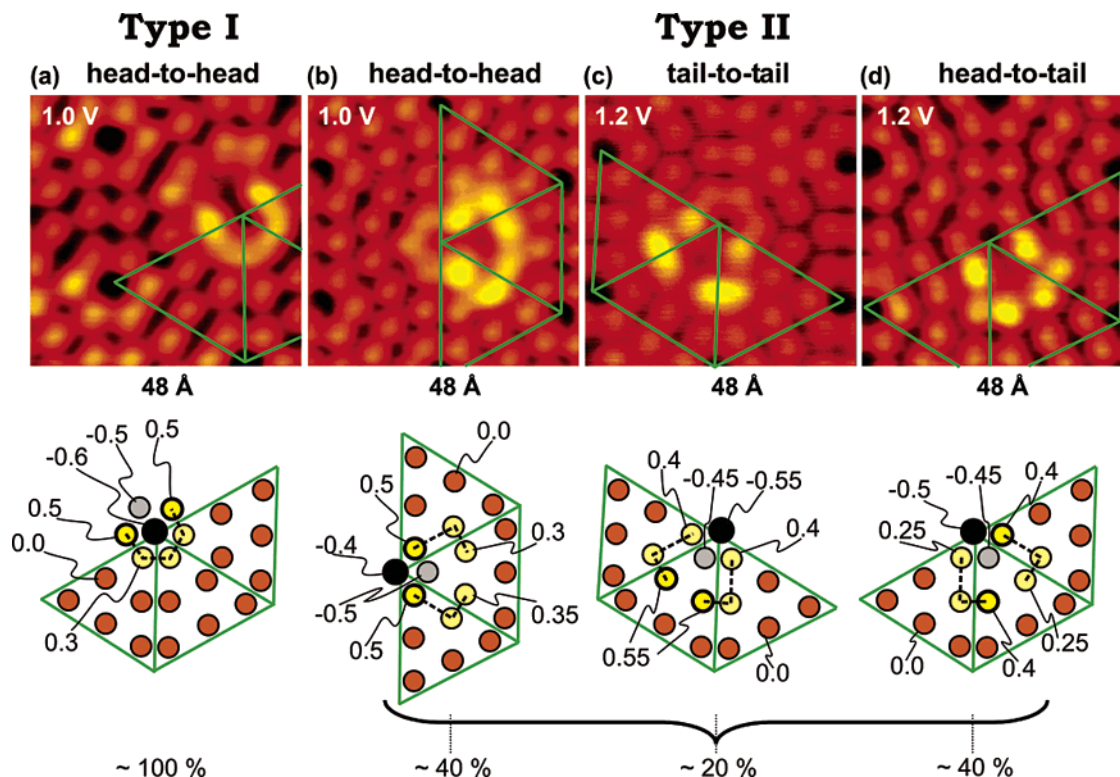 Type I
Type II
(a) head-to-head
(b) head-to-head
(c) tail-to-tail
(d) head-to-tail
1.0 V
1.0 V
1.2 V
1.2 V
48 Å
48 Å
48 Å
48 Å
-0.5
0.5
-0.6
0.5
0.0
0.3
0.0
0.5
-0.4
-0.5
0.5
0.3
0.35
0.4
-0.45
-0.55
0.4
0.55
0.0
-0.45
0.4
-0.5
0.25
0.0
0.4
0.25
~ 100 %
~ 40 %
~ 20 %
~ 40 %